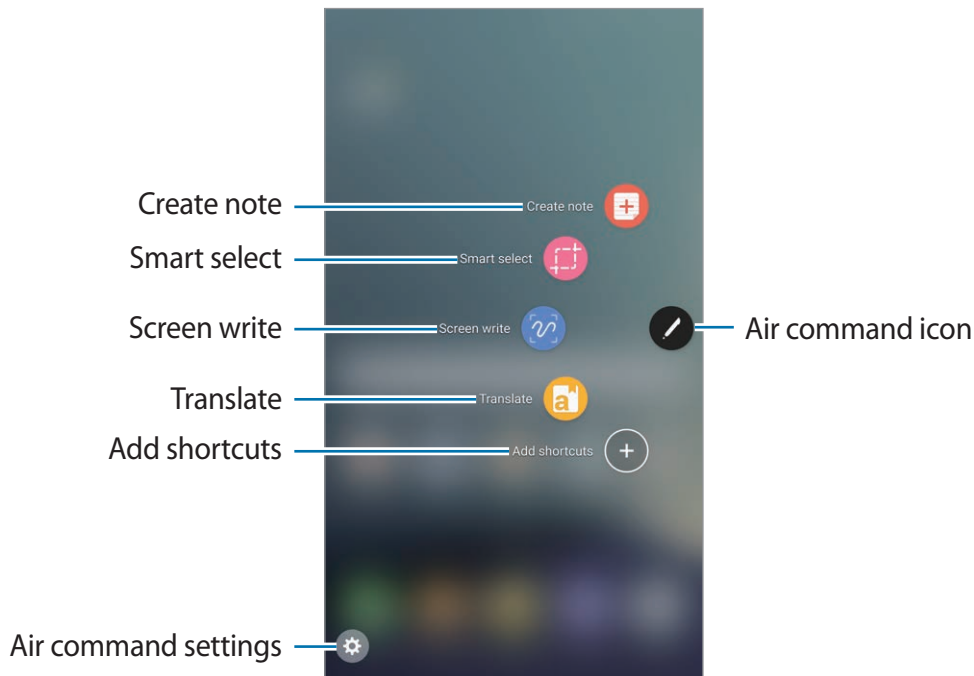 Create note Create note
Smart select Smart select
Screen write Screen write
Air command icon
Translate Translate
a
Add shortcuts Add shortcuts
Air command settings